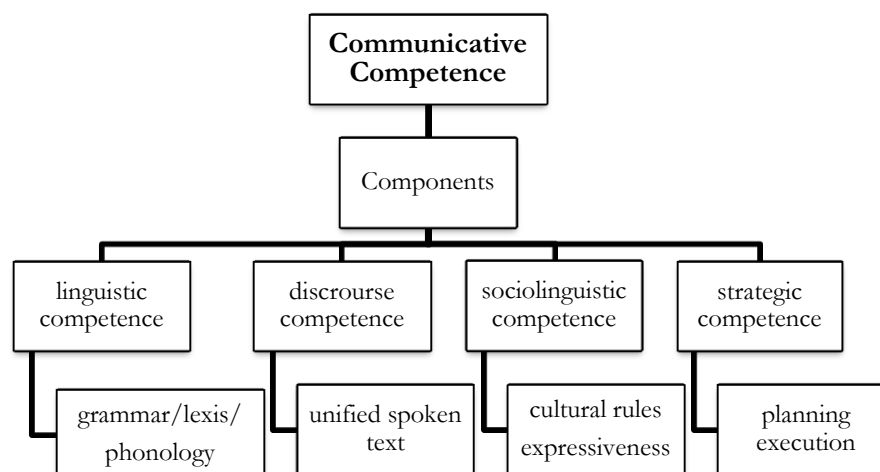 Communicative
Competence
Components
linguistic
competence
discrourse
competence
sociolinguistic
competence
strategic
competence
grammar/lexis/
phonology
unified spoken
text
cultural rules
expressiveness
planning
execution